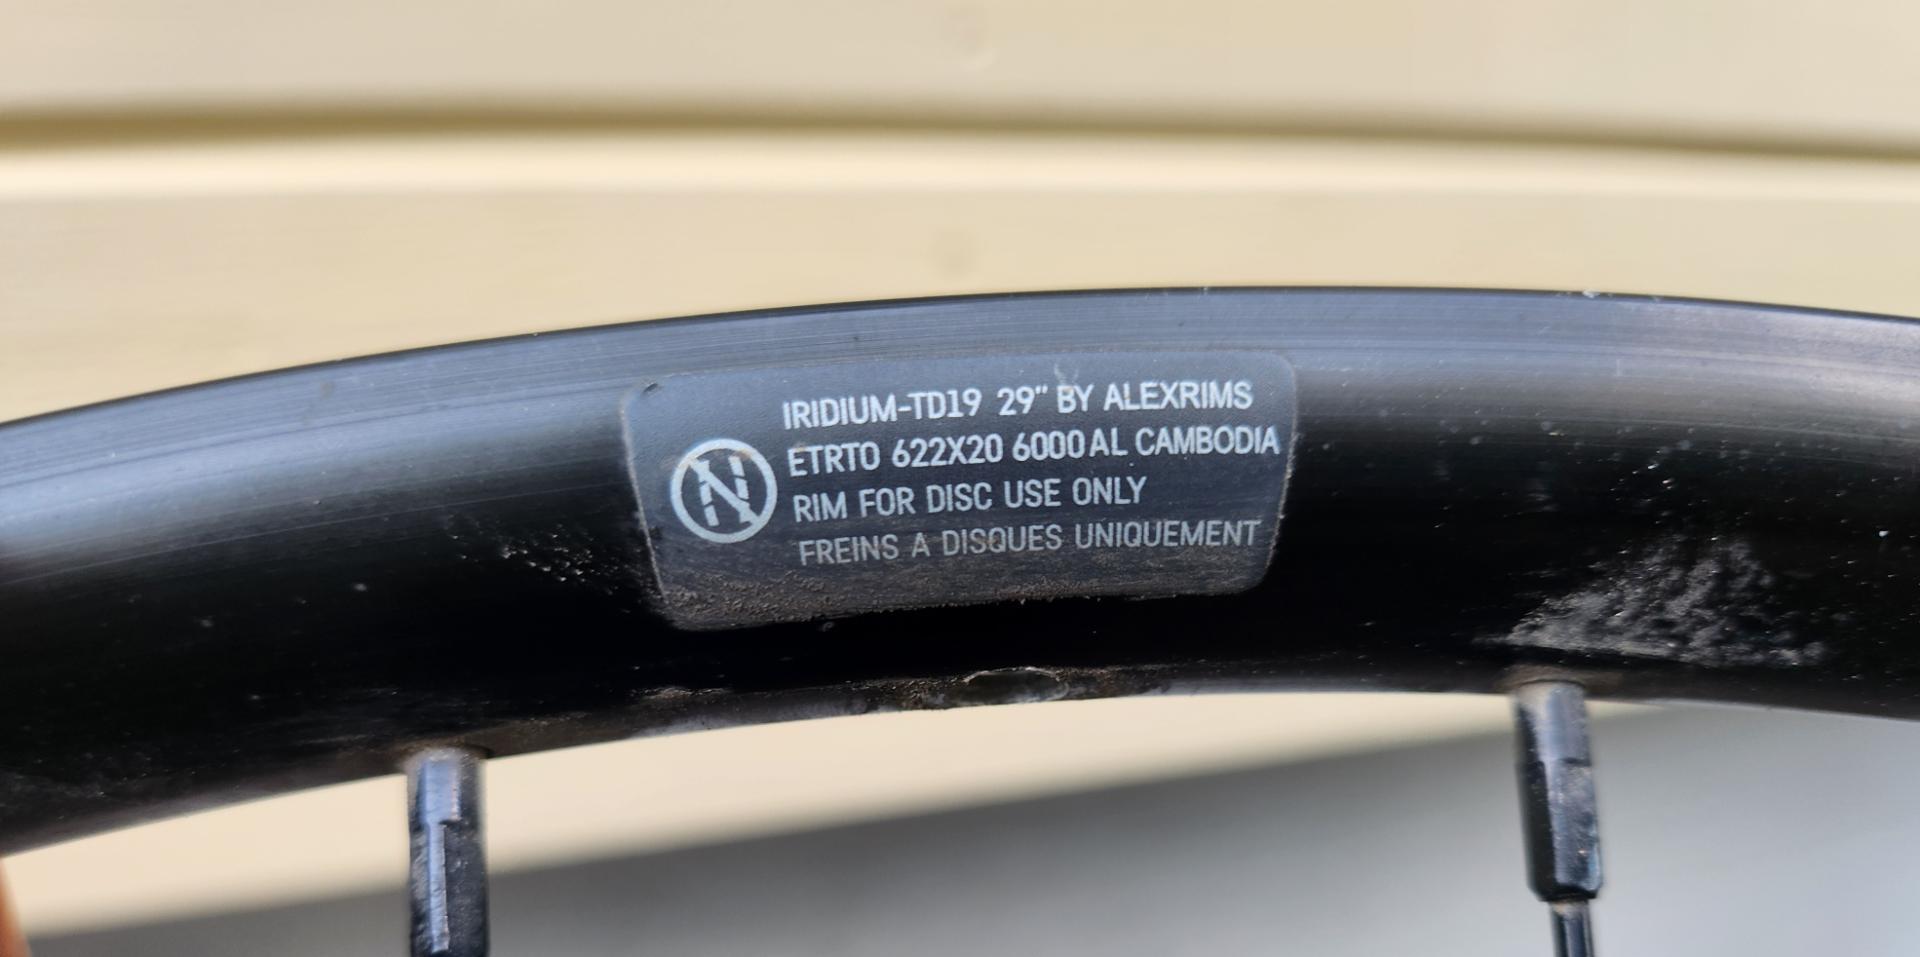 IRIDIUM-TD19 29" BY ALEXRIMS
ETRTO 622X20 6000 AL CAMBODIA
RIM FOR DISC USE ONLY
FREINS A DISQUES UNIQUEMENT